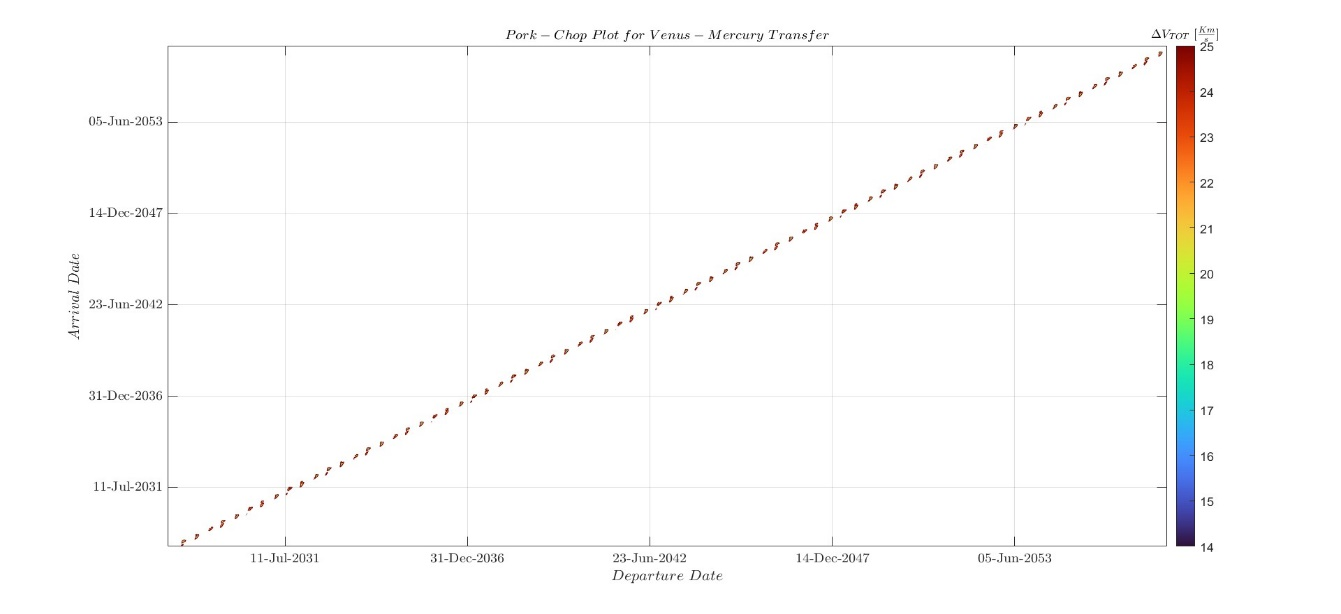 Pork − Chop Plot for Venus − Mercury Transfer
ΔV_TOT [Km/s]
25
24
23
22
21
20
19
18
17
16
15
14
05-Jun-2053
14-Dec-2047
23-Jun-2042
31-Dec-2036
11-Jul-2031
Arrival Date
11-Jul-2031 31-Dec-2036 23-Jun-2042 14-Dec-2047 05-Jun-2053
Departure Date